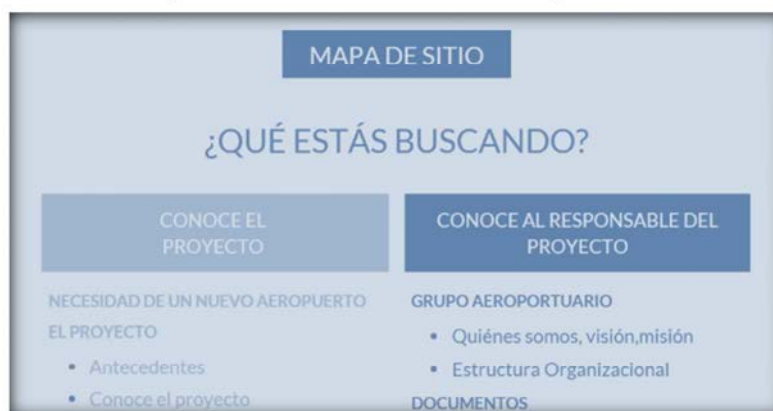 MAPA DE SITIO
¿QUÉ ESTÁS BUSCANDO?
CONOCE EL
PROYECTO
NECESIDAD DE UN NUEVO AEROPUERTO
EL PROYECTO
• Antecedentes
• Conoce el proyecto
CONOCE AL RESPONSABLE DEL
PROYECTO
GRUPO AEROPORTUARIO
• Quiénes somos, visión,misión
• Estructura Organizacional
DOCUMENTOS